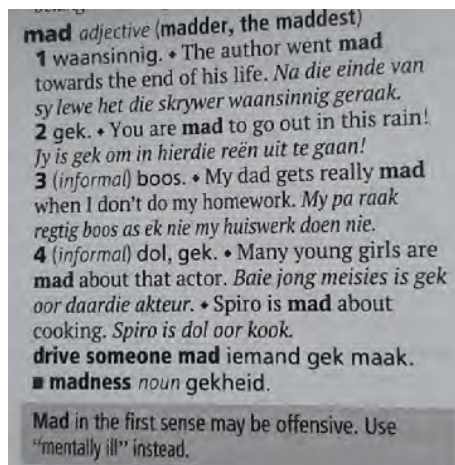 mad adjective (madder, the maddest)
1 waansinnig. ⬥ The author went mad
towards the end of his life. Na die einde van
sy lewe het die skrywer waansinnig geraak.
2 gek. ⬥ You are mad to go out in this rain!
Jy is gek om in hierdie reën uit te gaan!
3 (informal) boos. ⬥ My dad gets really mad
when I don't do my homework. My pa raak
regtig boos as ek nie my huiswerk doen nie.
4 (informal) dol, gek. ⬥ Many young girls are
mad about that actor. Baie jong meisies is gek
oor daardie akteur. ⬥ Spiro is mad about
cooking. Spiro is dol oor kook.
drive someone mad iemand gek maak.
■ madness noun gekheid.
Mad in the first sense may be offensive. Use
"mentally ill" instead.